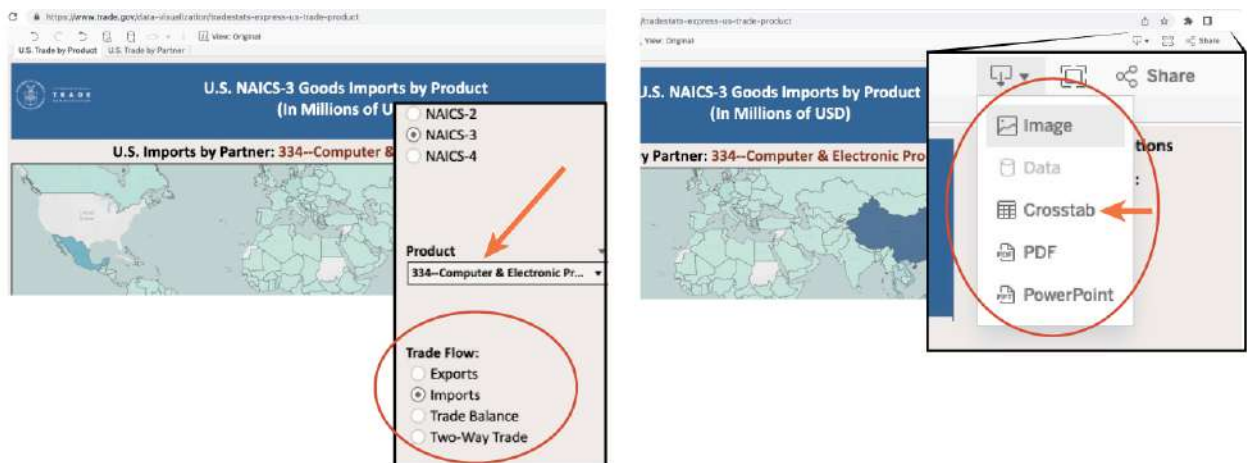 https://www.trade.gov/data-visualization/tradestats-express-us-trade-product
View: Original
U.S. Trade by Product U.S. Trade by Partner
TRADE
U.S. NAICS-3 Goods Imports by Product
(In Millions of U
U.S. Imports by Partner: 334--Computer &
NAICS-2
NAICS-3
NAICS-4
Product
334--Computer & Electronic Pr...
Trade Flow:
Exports
Imports
Trade Balance
Two-Way Trade
/tradestats-express-us-trade-product
View: Original
Share
J.S. NAICS-3 Goods Imports by Product
(In Millions of USD)
y Partner: 334--Computer & Electronic Pro
Share
Image
tions
Data
:
Crosstab
PDF
PowerPoint